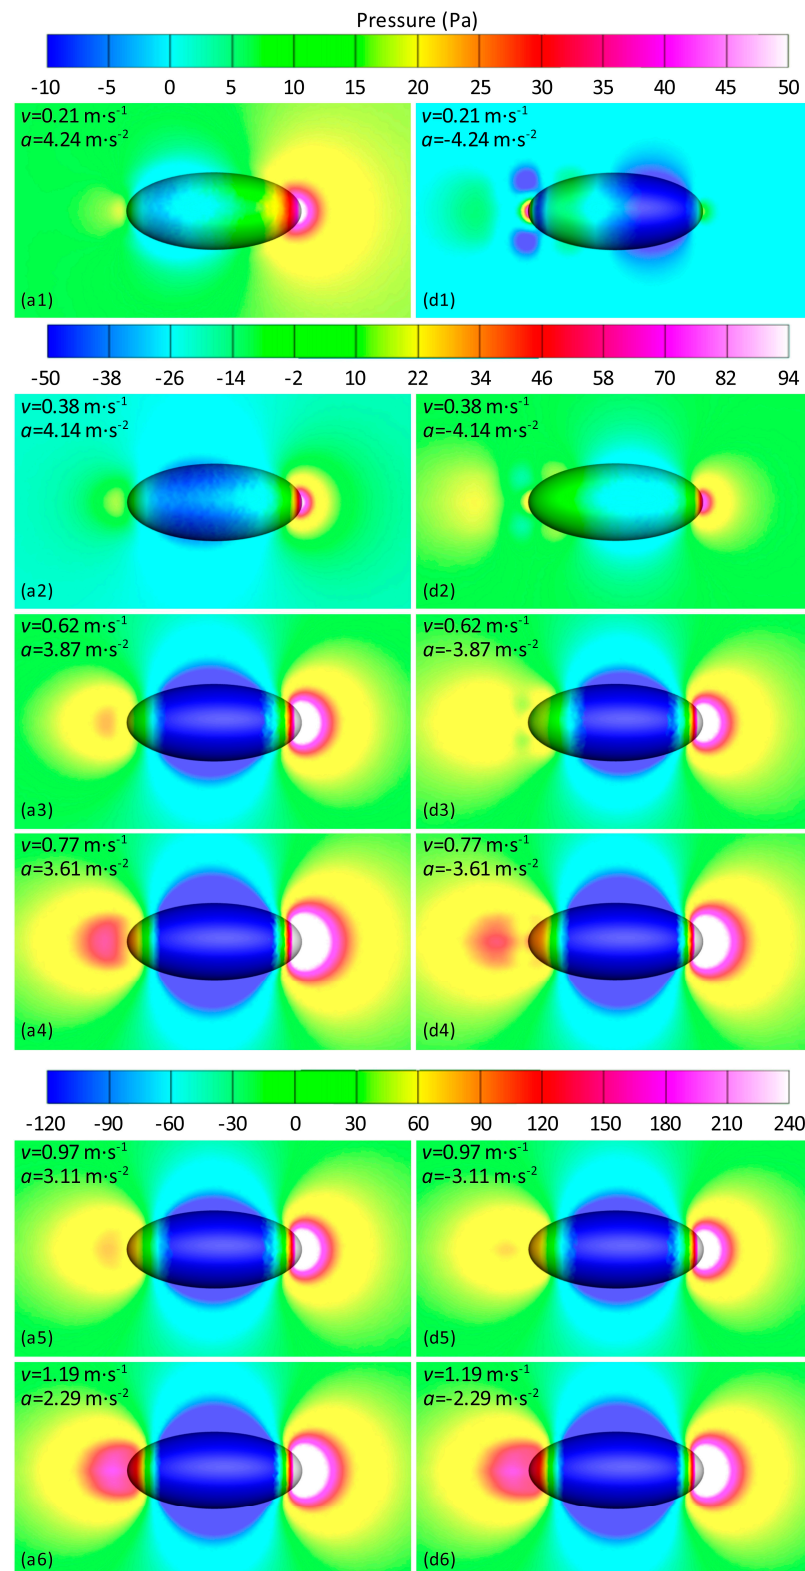 Pressure (Pa)
-10 -5 0 5 10 15 20 25 30 35 40 45 50
v=0.21 m·s⁻¹
a=4.24 m·s⁻²
(a1)
v=0.21 m·s⁻¹
a=-4.24 m·s⁻²
(d1)
-50 -38 -26 -14 -2 10 22 34 46 58 70 82 94
v=0.38 m·s⁻¹
a=4.14 m·s⁻²
(a2)
v=0.38 m·s⁻¹
a=-4.14 m·s⁻²
(d2)
v=0.62 m·s⁻¹
a=3.87 m·s⁻²
(a3)
v=0.62 m·s⁻¹
a=-3.87 m·s⁻²
(d3)
v=0.77 m·s⁻¹
a=3.61 m·s⁻²
(a4)
v=0.77 m·s⁻¹
a=-3.61 m·s⁻²
(d4)
-120 -90 -60 -30 0 30 60 90 120 150 180 210 240
v=0.97 m·s⁻¹
a=3.11 m·s⁻²
(a5)
v=0.97 m·s⁻¹
a=-3.11 m·s⁻²
(d5)
v=1.19 m·s⁻¹
a=2.29 m·s⁻²
(a6)
v=1.19 m·s⁻¹
a=-2.29 m·s⁻²
(d6)